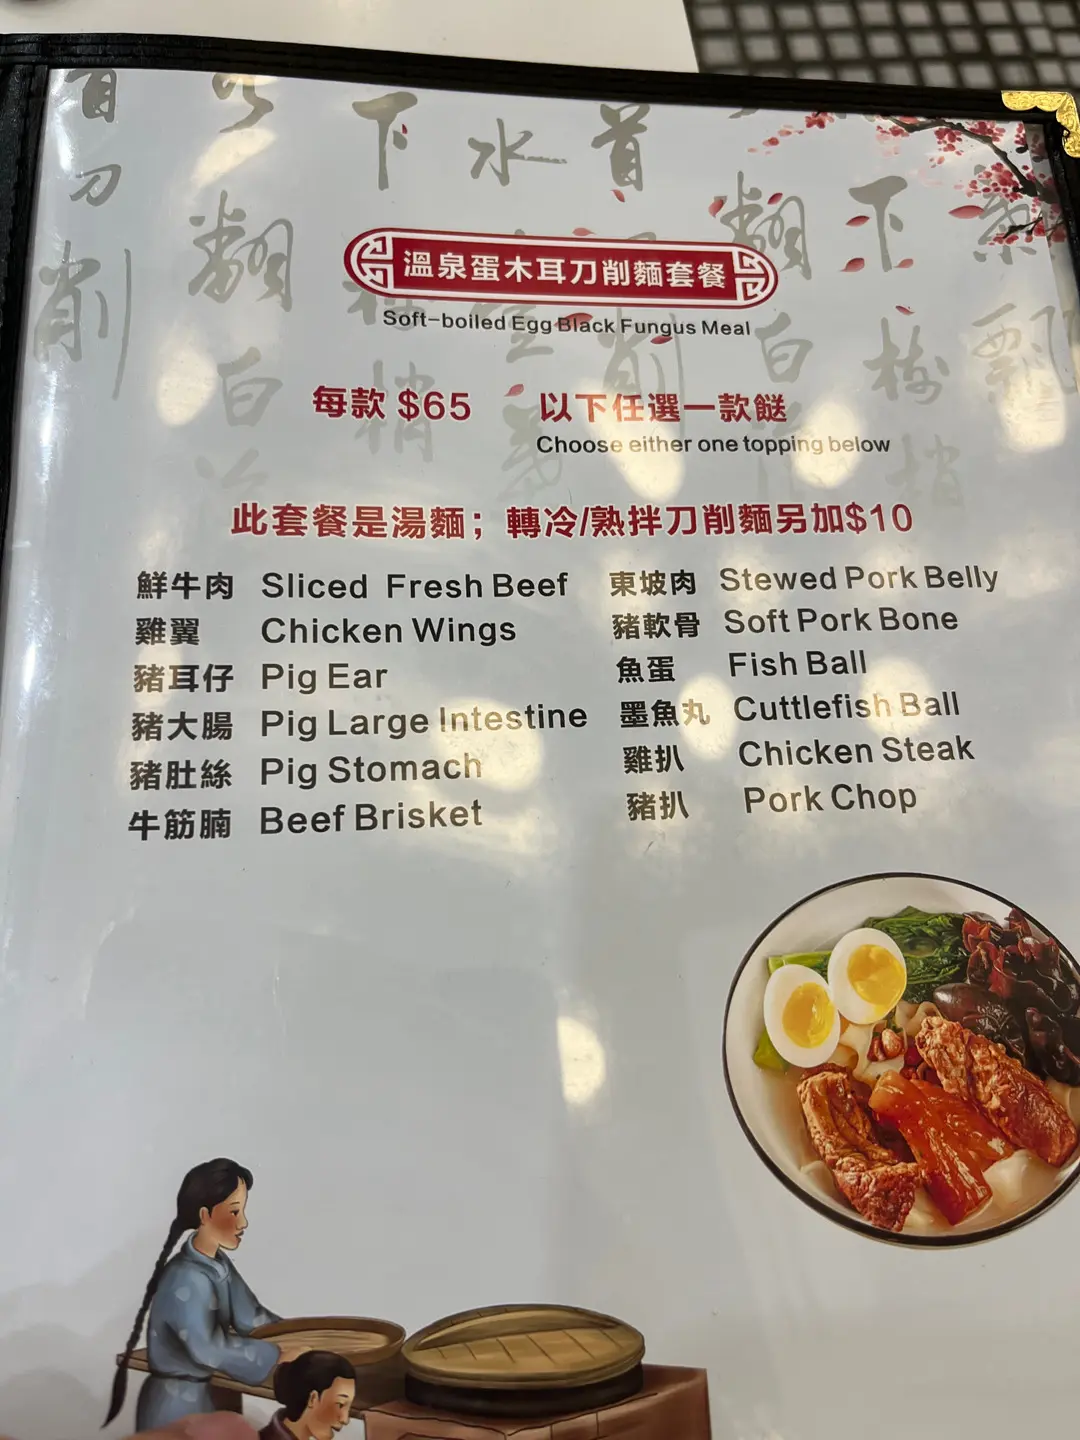 溫泉蛋木耳刀削麵套餐
Soft-boiled Egg Black Fungus Meal
每款 $65 以下任選一款餸
Choose either one topping below
此套餐是湯麵；轉冷/熟拌刀削麵另加$10
鮮牛肉 Sliced Fresh Beef 東坡肉 Stewed Pork Belly
雞翼 Chicken Wings 豬軟骨 Soft Pork Bone
豬耳仔 Pig Ear 魚蛋 Fish Ball
豬大腸 Pig Large Intestine 墨魚丸 Cuttlefish Ball
豬肚絲 Pig Stomach 雞扒 Chicken Steak
牛筋腩 Beef Brisket 豬扒 Pork Chop